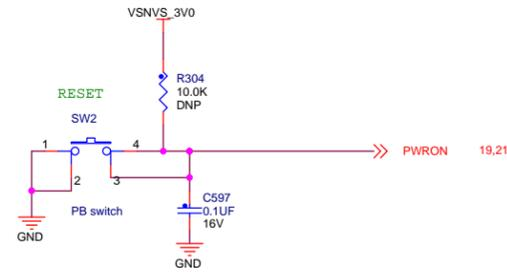 VSNVS_3V0
R304
10.0K
DNP
RESET
SW2
1
4
PWRON 19,21
2
3
C597
0.1UF
16V
PB switch
GND
GND